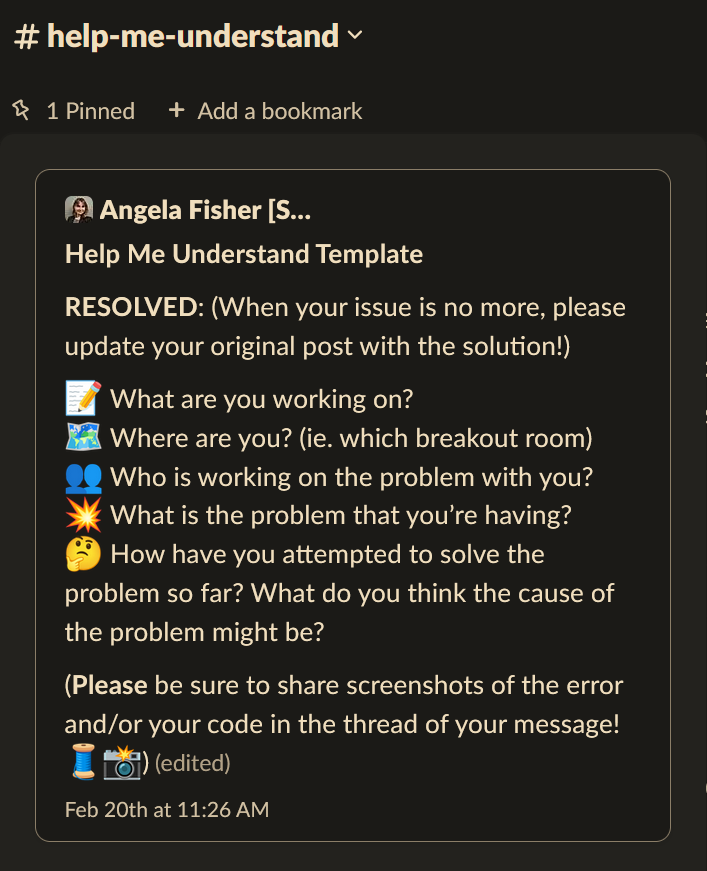 # help-me-understand
1 Pinned + Add a bookmark
Angela Fisher [S...
Help Me Understand Template
RESOLVED: (When your issue is no more, please
update your original post with the solution!)
📝 What are you working on?
🗺️ Where are you? (ie. which breakout room)
👥 Who is working on the problem with you?
💥 What is the problem that you’re having?
🤔 How have you attempted to solve the
problem so far? What do you think the cause of
the problem might be?
(Please be sure to share screenshots of the error
and/or your code in the thread of your message!
🧵📸) (edited)
Feb 20th at 11:26 AM